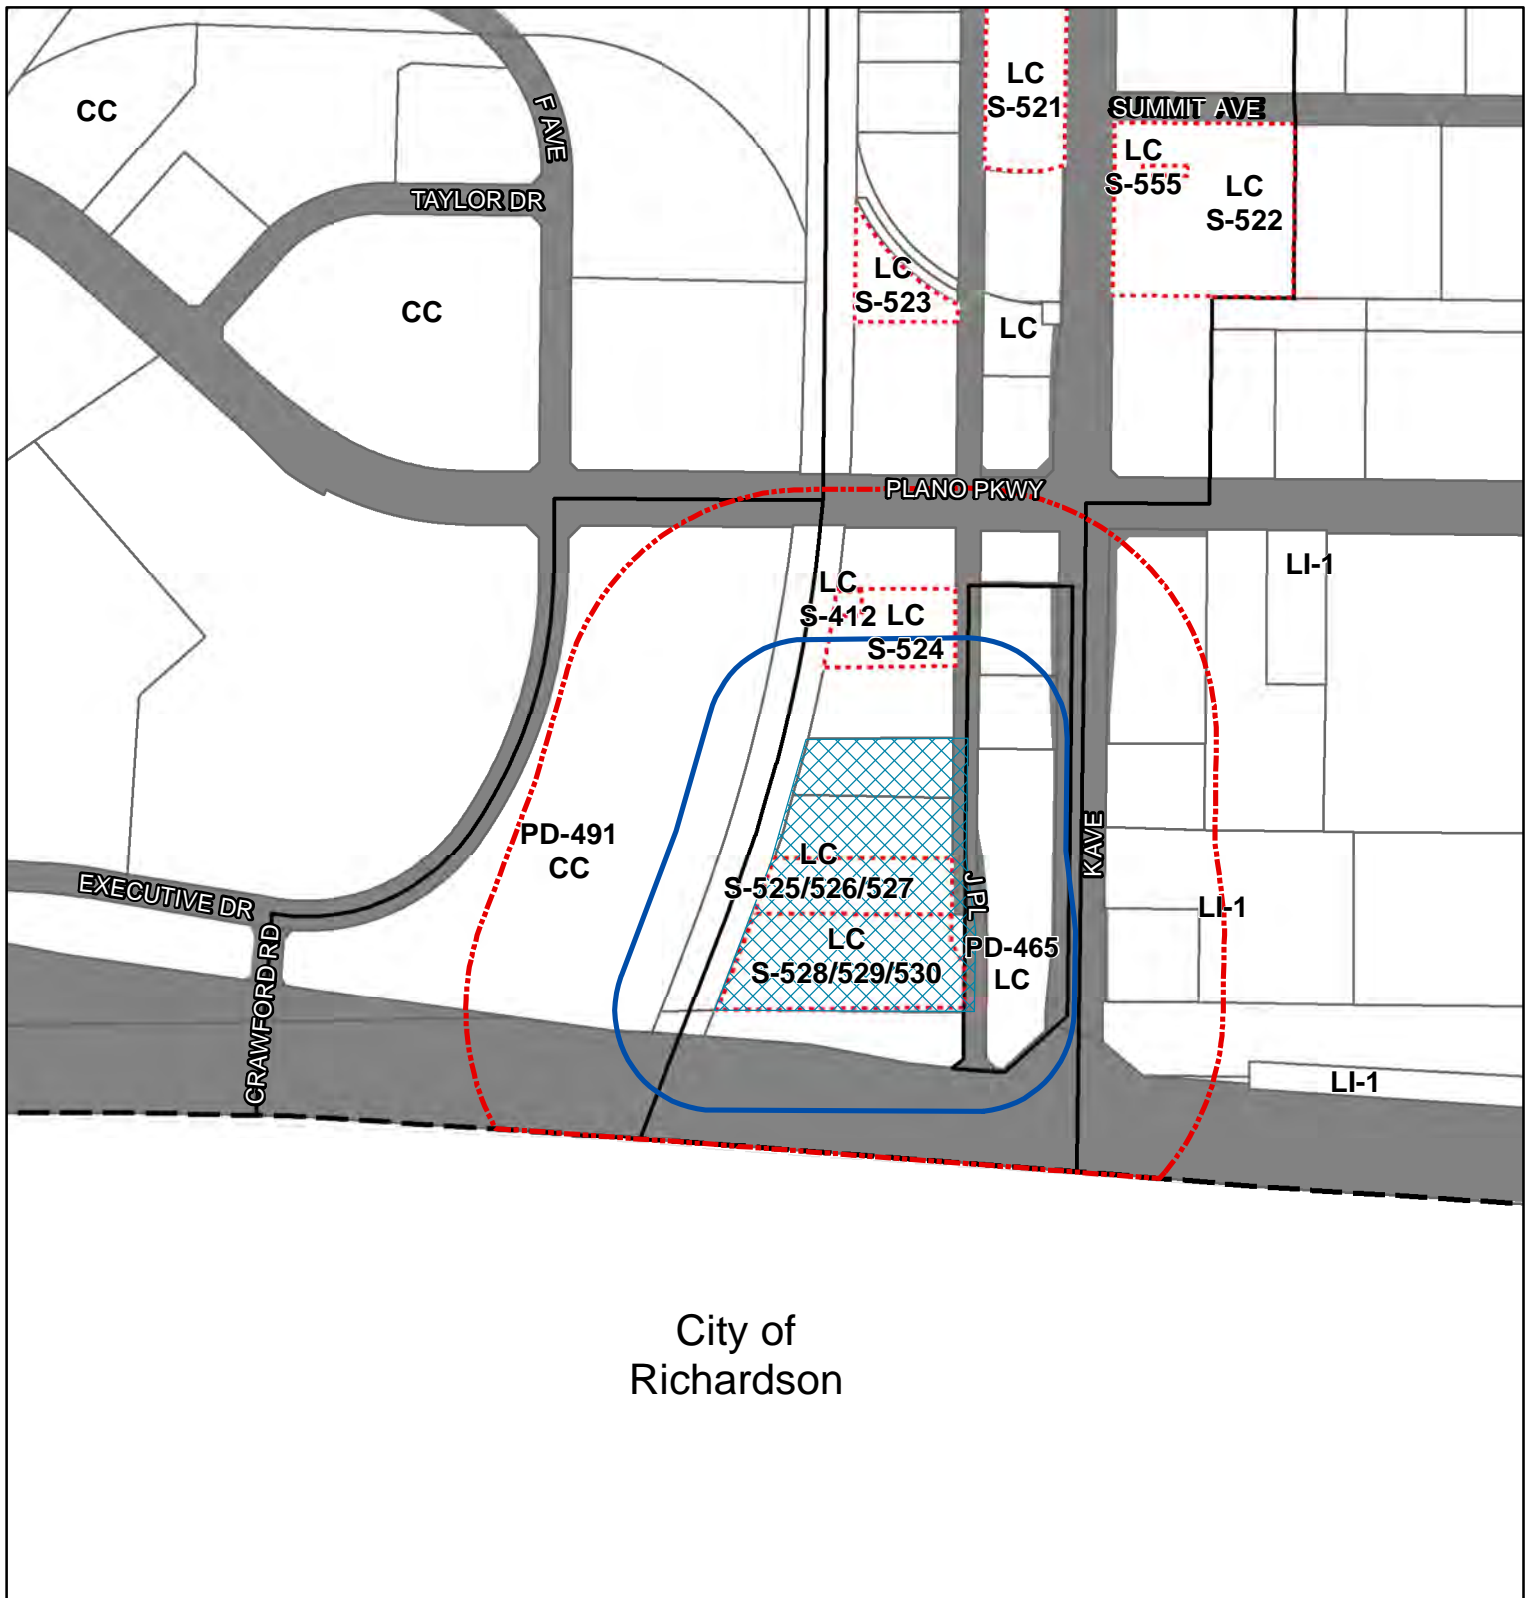 LC
S-521
CC
F AVE
SUMMIT AVE
LC
S-555
LC
S-522
TAYLOR DR
LC
S-523
CC
LC
PLANO PKWY
LI-1
LC
S-412
LC
S-524
PD-491
CC
KAVE
LC
S-525/526/527
J PL
EXECUTIVE DR
LI-1
LC
S-528/529/530
PD-465
LC
CRAWFORD RD
LI-1
City of
Richardson